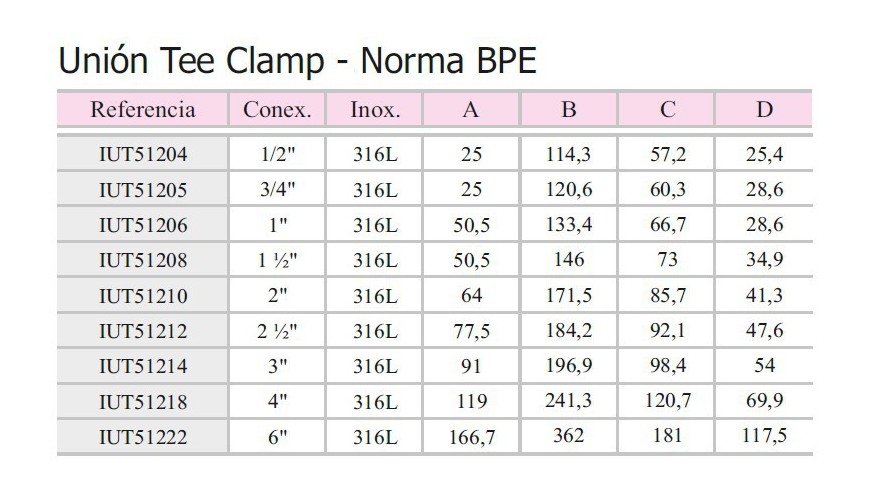 Unión Tee Clamp - Norma BPE
Referencia Conex. Inox. A B C D
IUT51204 1/2" 316L 25 114,3 57,2 25,4
IUT51205 3/4" 316L 25 120,6 60,3 28,6
IUT51206 1" 316L 50,5 133,4 66,7 28,6
IUT51208 1 ½" 316L 50,5 146 73 34,9
IUT51210 2" 316L 64 171,5 85,7 41,3
IUT51212 2 ½" 316L 77,5 184,2 92,1 47,6
IUT51214 3" 316L 91 196,9 98,4 54
IUT51218 4" 316L 119 241,3 120,7 69,9
IUT51222 6" 316L 166,7 362 181 117,5